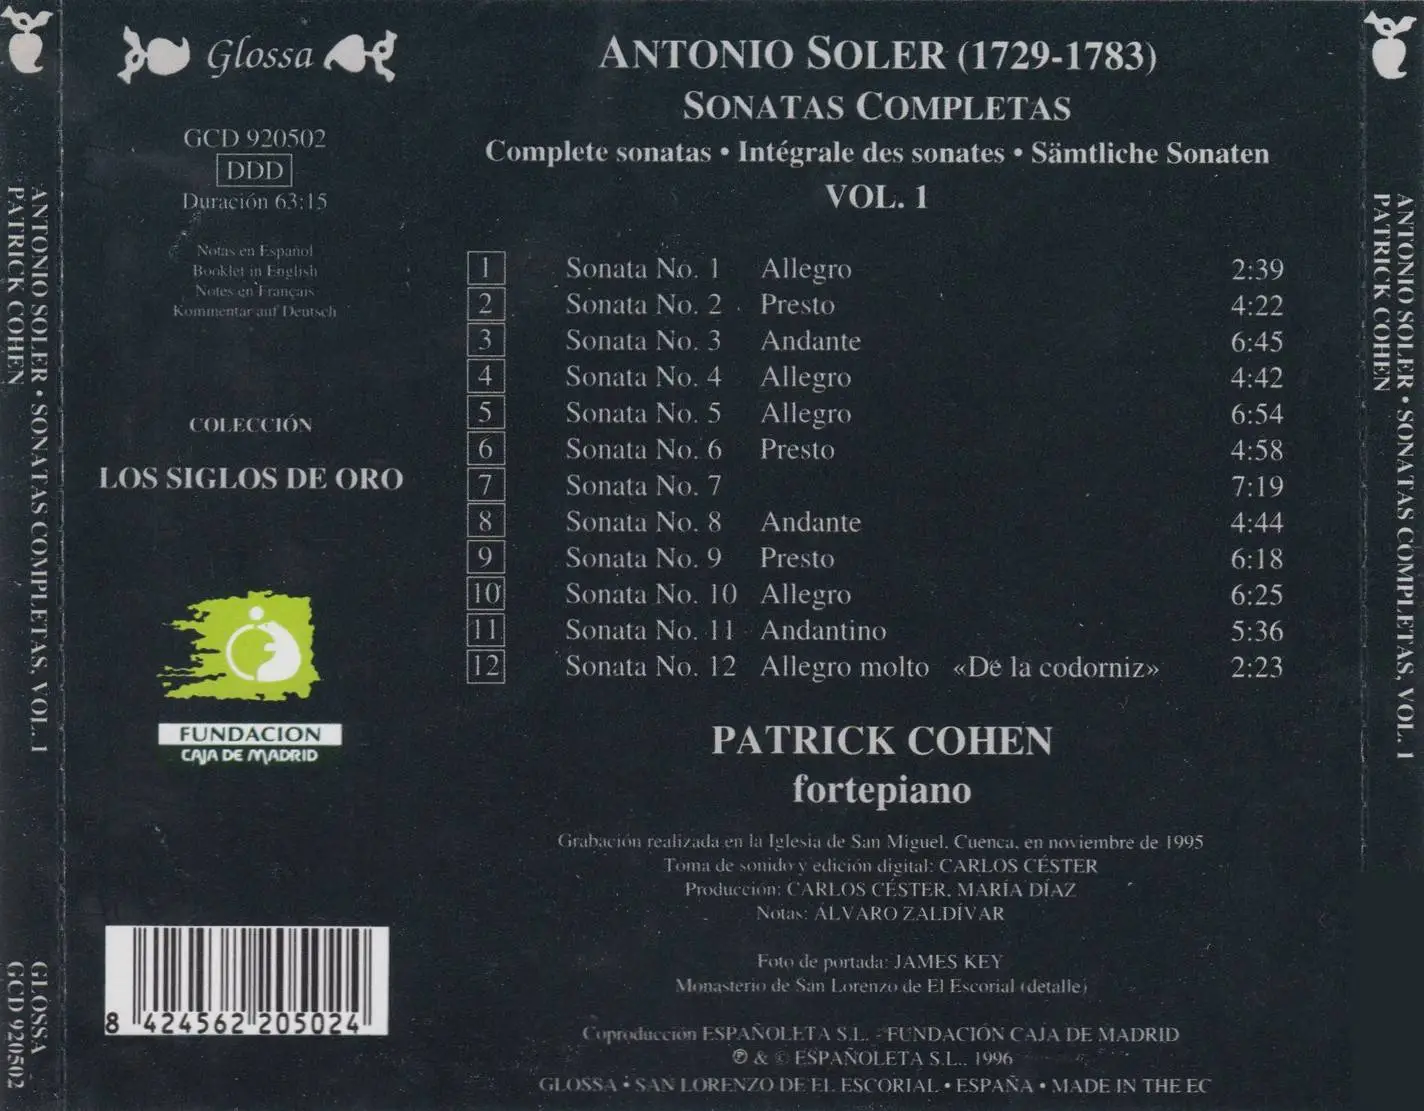 Glossa
GCD 920502
DDD
Duración 63:15
Notas en Español
Booklet in English
Notes en Français
Kommentar auf Deutsch
COLECCIÓN
LOS SIGLOS DE ORO
FUNDACION
CAJA DE MADRID
8 424562 205024
ANTONIO SOLER (1729-1783)
SONATAS COMPLETAS
Complete sonatas • Intégrale des sonates • Sämtliche Sonaten
VOL. 1
1 Sonata No. 1 Allegro 2:39
2 Sonata No. 2 Presto 4:22
3 Sonata No. 3 Andante 6:45
4 Sonata No. 4 Allegro 4:42
5 Sonata No. 5 Allegro 6:54
6 Sonata No. 6 Presto 4:58
7 Sonata No. 7 7:19
8 Sonata No. 8 Andante 4:44
9 Sonata No. 9 Presto 6:18
10 Sonata No. 10 Allegro 6:25
11 Sonata No. 11 Andantino 5:36
12 Sonata No. 12 Allegro molto «De la codorniz» 2:23
PATRICK COHEN
fortepiano
Grabación realizada en la Iglesia de San Miguel, Cuenca, en noviembre de 1995
Toma de sonido y edición digital: CARLOS CÉSTER
Producción: CARLOS CÉSTER, MARÍA DÍAZ
Notas: ÁLVARO ZALDÍVAR
Foto de portada: JAMES KEY
Monasterio de San Lorenzo de El Escorial (detalle)
Coproducción ESPAÑOLETA S.L. - FUNDACIÓN CAJA DE MADRID
℗ & © ESPAÑOLETA S.L., 1996
GLOSSA • SAN LORENZO DE EL ESCORIAL • ESPAÑA • MADE IN THE EC
ANTONIO SOLER • SONATAS COMPLETAS, VOL. 1
PATRICK COHEN
GLOSSA
GCD 920502
ANTONIO SOLER • SONATAS COMPLETAS, VOL. 1
PATRICK COHEN